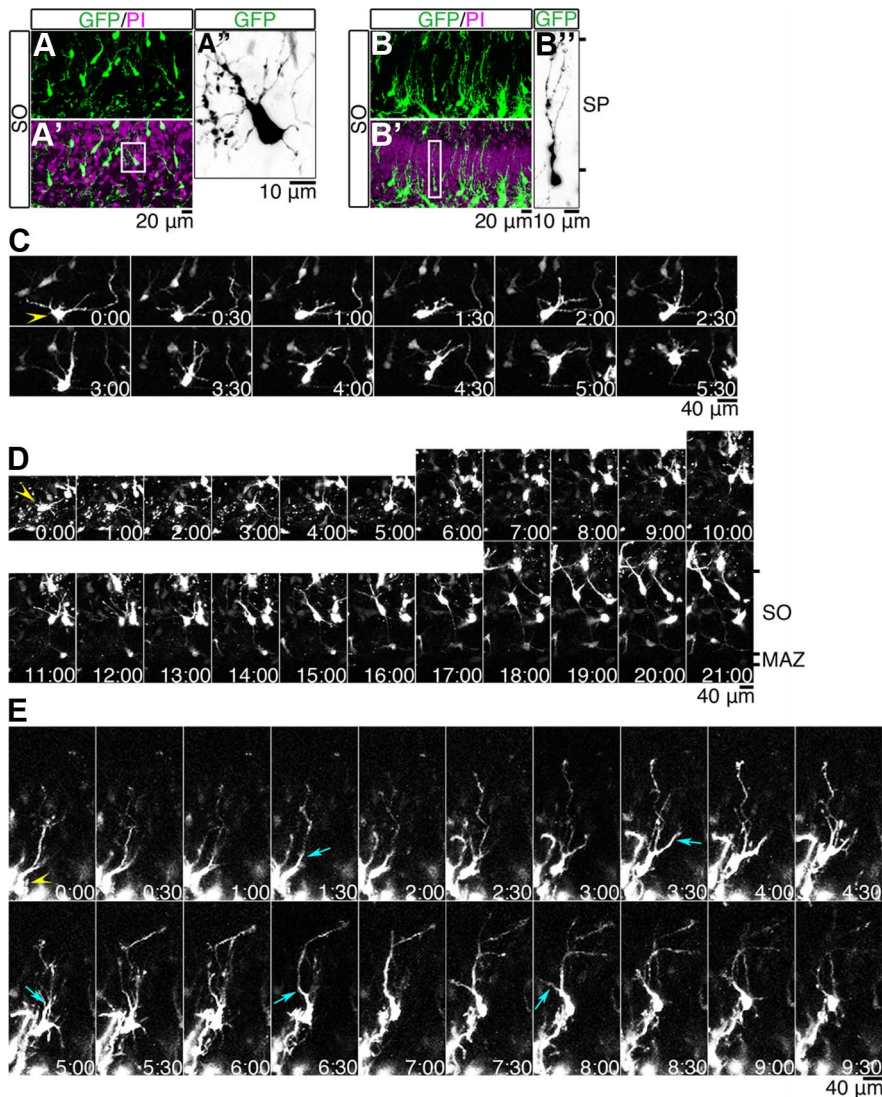 GFP/PI GFP GFP/PI GFP
A A'' B B''
SO SO SP
A' B'
20 µm 10 µm 20 µm 10 µm
C
0:00 0:30 1:00 1:30 2:00 2:30
3:00 3:30 4:00 4:30 5:00 5:30
40 µm
D
0:00 1:00 2:00 3:00 4:00 5:00 6:00 7:00 8:00 9:00 10:00
SO
11:00 12:00 13:00 14:00 15:00 16:00 17:00 18:00 19:00 20:00 21:00
MAZ
40 µm
E
0:00 0:30 1:00 1:30 2:00 2:30 3:00 3:30 4:00 4:30
5:00 5:30 6:00 6:30 7:00 7:30 8:00 8:30 9:00 9:30
40 µm